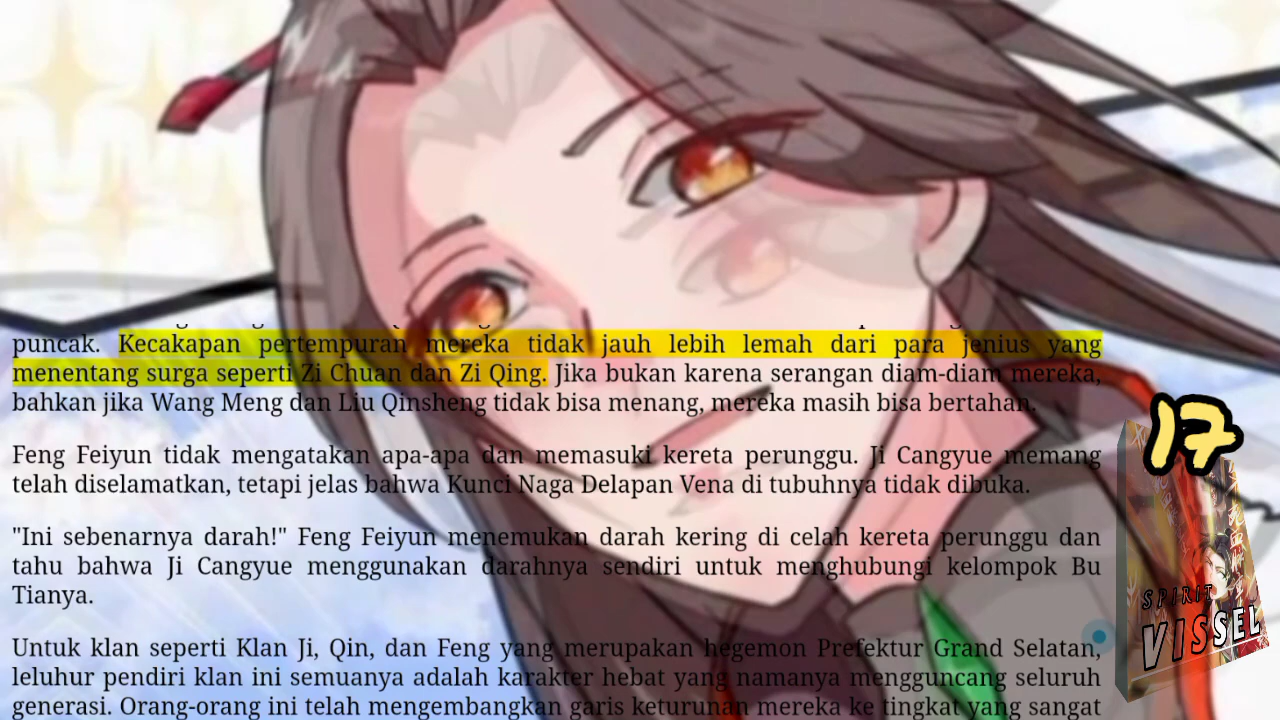 puncak. Kecakapan pertempuran mereka tidak jauh lebih lemah dari para jenius yang
menentang surga seperti Zi Chuan dan Zi Qing. Jika bukan karena serangan diam-diam mereka,
bahkan jika Wang Meng dan Liu Qinsheng tidak bisa menang, mereka masih bisa bertahan.
Feng Feiyun tidak mengatakan apa-apa dan memasuki kereta perunggu. Ji Cangyue memang
telah diselamatkan, tetapi jelas bahwa Kunci Naga Delapan Vena di tubuhnya tidak dibuka.
"Ini sebenarnya darah!" Feng Feiyun menemukan darah kering di celah kereta perunggu dan
tahu bahwa Ji Cangyue menggunakan darahnya sendiri untuk menghubungi kelompok Bu
Tianya.
Untuk klan seperti Klan Ji, Qin, dan Feng yang merupakan hegemon Prefektur Grand Selatan,
leluhur pendiri klan ini semuanya adalah karakter hebat yang namanya mengguncang seluruh
generasi. Orang-orang ini telah mengembangkan garis keturunan mereka ke tingkat yang sangat
17
SPIRIT
VISSEL